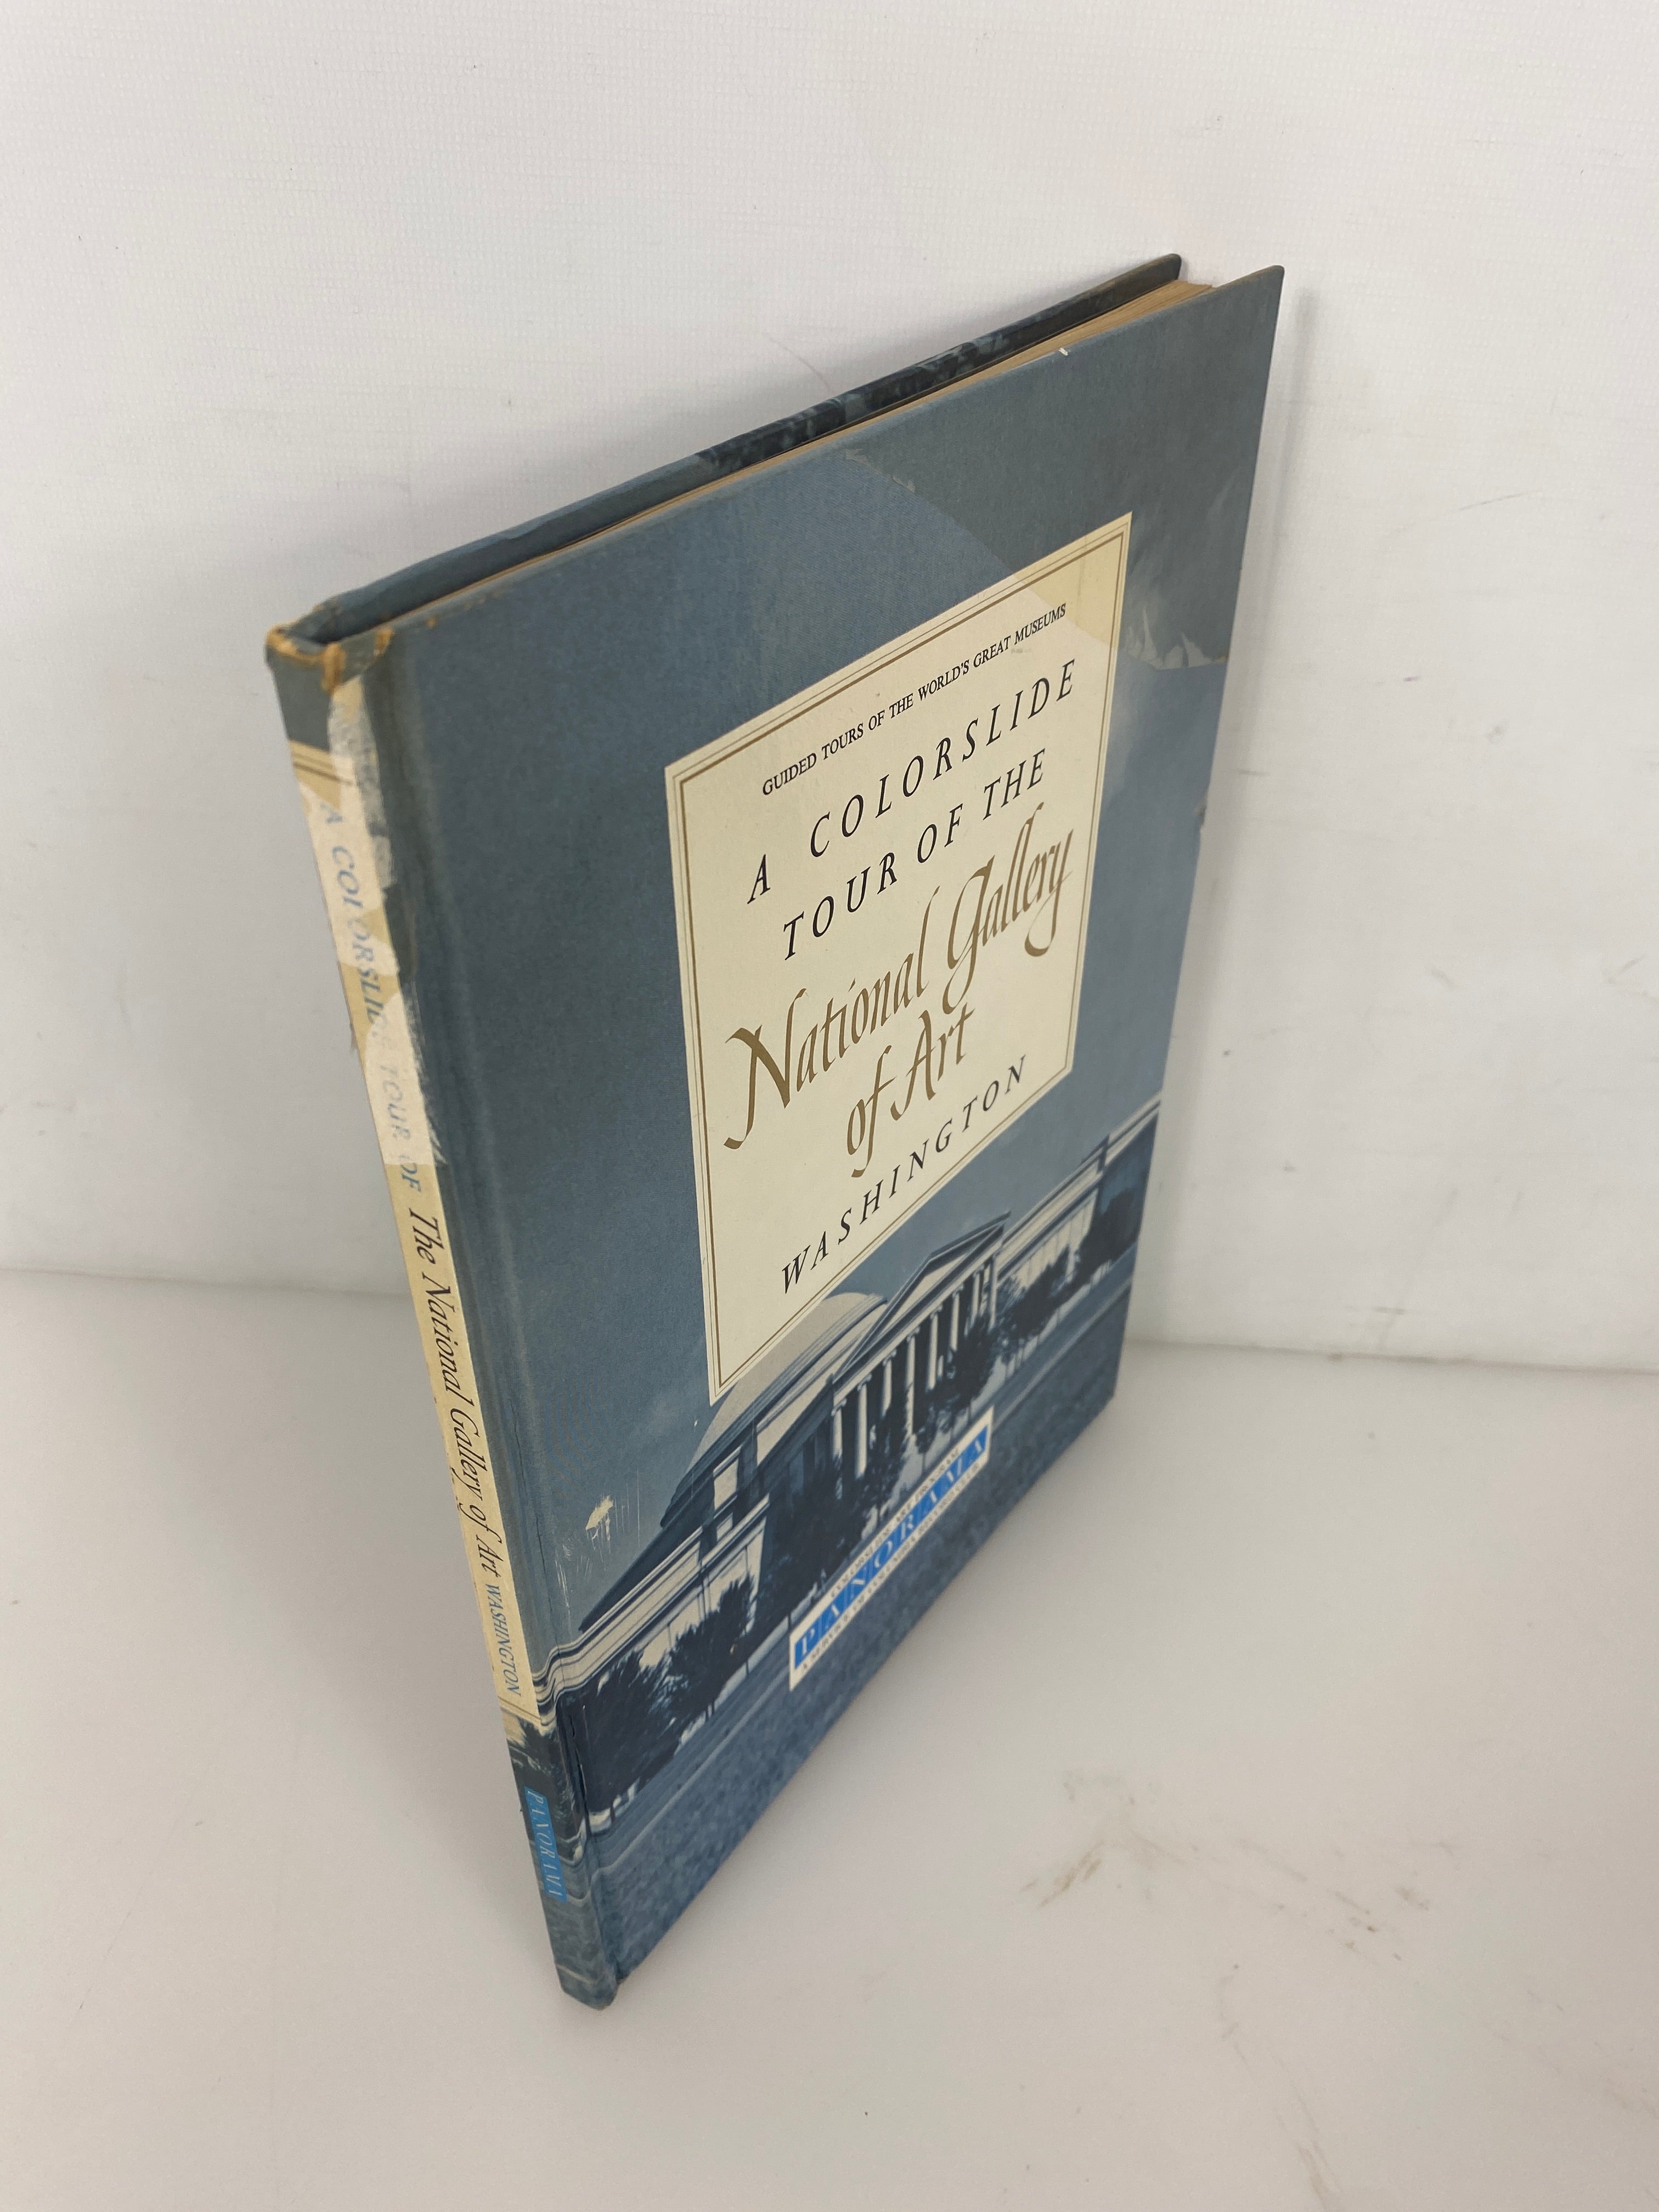 GUIDED TOURS OF THE WORLD'S GREAT MUSEUMS
A COLORSLIDE
TOUR OF THE
National Gallery
of Art
WASHINGTON
PANORAMA
A COLORSLIDE TOUR OF The National Gallery of Art WASHINGTON
PANORAMA